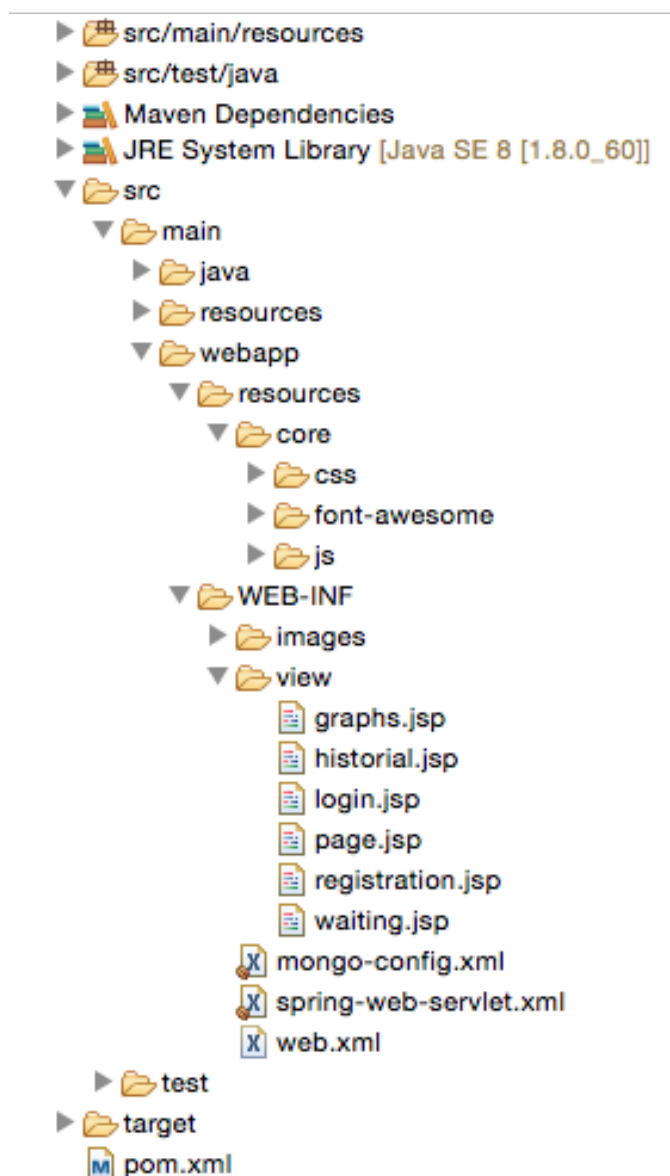 src/main/resources
src/test/java
Maven Dependencies
JRE System Library [Java SE 8 [1.8.0_60]]
src
main
java
resources
webapp
resources
core
css
font-awesome
js
WEB-INF
images
view
graphs.jsp
historial.jsp
login.jsp
page.jsp
registration.jsp
waiting.jsp
mongo-config.xml
spring-web-servlet.xml
web.xml
test
target
pom.xml